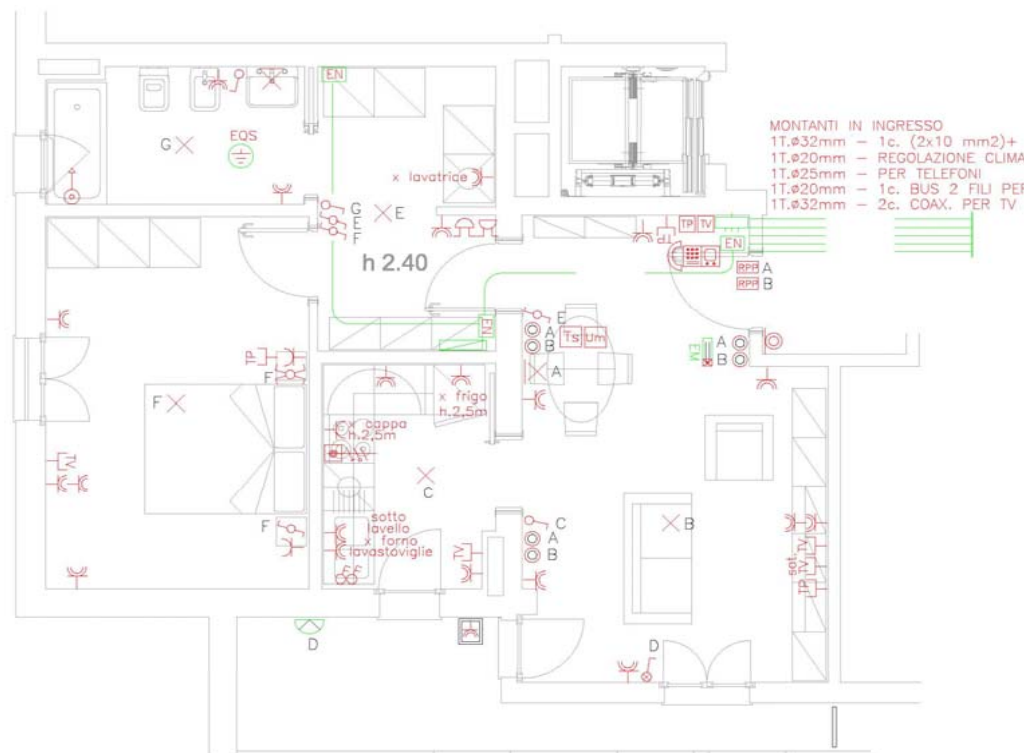 MONTANTI IN INGRESSO
1T.ø32mm – 1c. (2x10 mm2)+
1T.ø20mm – REGOLAZIONE CLIMA
1T.ø25mm – PER TELEFONI
1T.ø20mm – 1c. BUS 2 FILI PER
1T.ø32mm – 2c. COAX. PER TV
EN
G
EQS
x lavatrice
G
E
F
E
h 2.40
TP
TP
TV
EN
RPP
A
RPP
B
EN
E
A
B
Ts
Um
A
EM
A
B
TP
F
F
x frigo
h.2,5m
x cappa
h.2,5m
C
TV
F
sotto
lavello
x forno
lavastoviglie
TV
C
A
B
B
sat.
TV
TV
TP
D
D